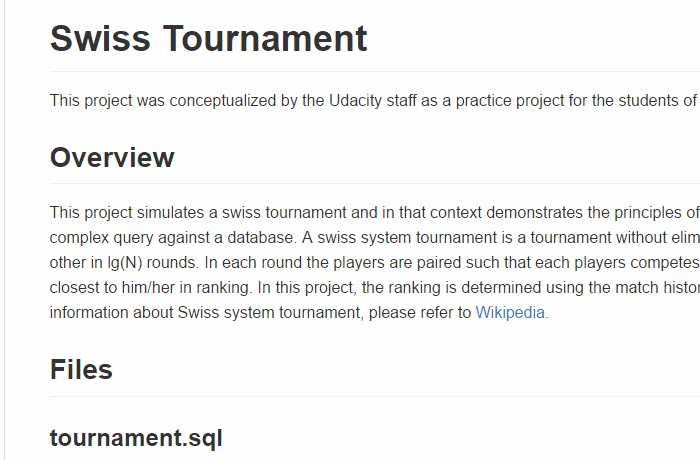 Swiss Tournament
This project was conceptualized by the Udacity staff as a practice project for the students of
Overview
This project simulates a swiss tournament and in that context demonstrates the principles of
complex query against a database. A swiss system tournament is a tournament without elim
other in lg(N) rounds. In each round the players are paired such that each players competes
closest to him/her in ranking. In this project, the ranking is determined using the match histo
information about Swiss system tournament, please refer to Wikipedia.
Files
tournament.sql